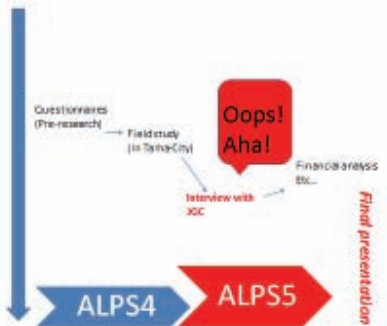 Oops!
Aha!
Questionnaires
(Pre-research)
Field study
(in Tama-City)
Financial analysis
Etc...
Interview with
JGC
Final presentation
ALPS4
ALPS5